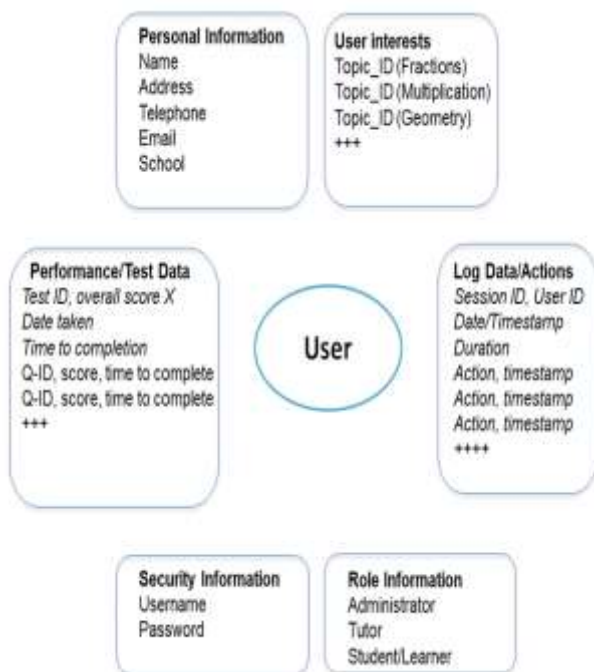 Personal Information
Name
Address
Telephone
Email
School
User interests
Topic_ID (Fractions)
Topic_ID (Multiplication)
Topic_ID (Geometry)
+++
Performance/Test Data
Test ID, overall score X
Date taken
Time to completion
Q-ID, score, time to complete
Q-ID, score, time to complete
+++
User
Log Data/Actions
Session ID, User ID
Date/Timestamp
Duration
Action, timestamp
Action, timestamp
Action, timestamp
++++
Security Information
Username
Password
Role Information
Administrator
Tutor
Student/Learner